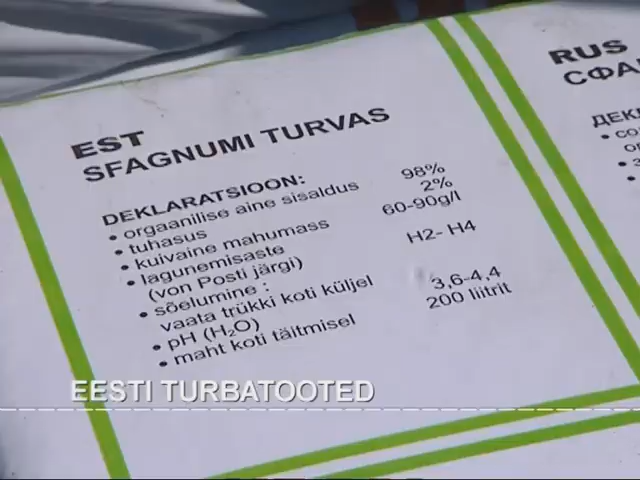 EST
SFAGNUMI TURVAS
DEKLARATSIOON:
• orgaanilise aine sisaldus 98%
• tuhasus 2%
• kuivaine mahumass 60-90g/l
• lagunemisaste
(von Posti järgi) H2- H4
• sõelumine :
vaata trükki koti küljel
• pH (H₂O) 3,6-4,4
• maht koti täitmisel 200 liitrit
RUS
EESTI TURBATOOTED